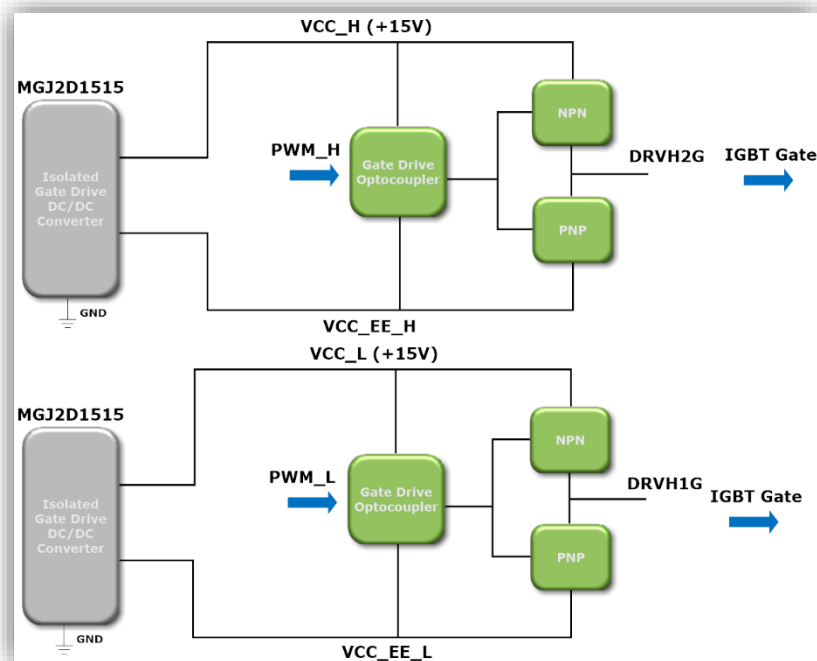 VCC_H (+15V)
MGJ2D1515
NPN
PWM_H
DRVH2G
IGBT Gate
Isolated
Gate Drive
DC/DC
Converter
Gate Drive
Optocoupler
PNP
GND
VCC_EE_H
VCC_L (+15V)
MGJ2D1515
NPN
PWM_L
DRVH1G
IGBT Gate
Isolated
Gate Drive
DC/DC
Converter
Gate Drive
Optocoupler
PNP
GND
VCC_EE_L